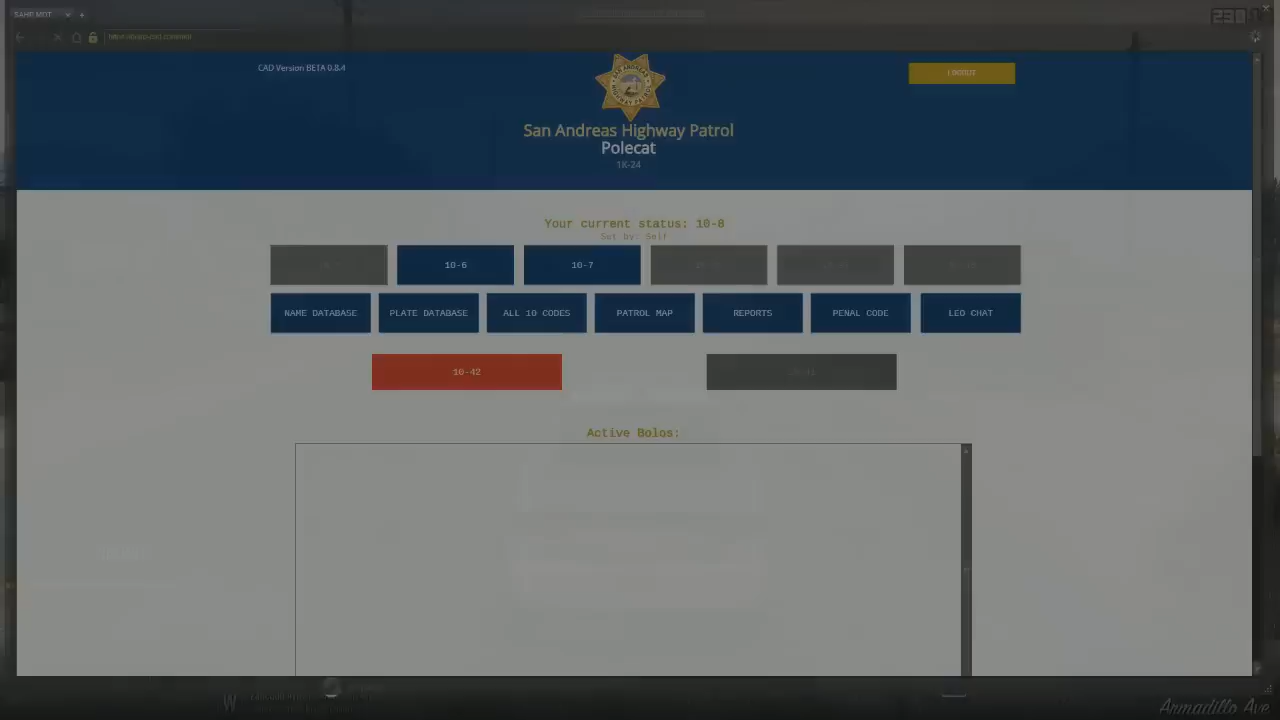 SAHP MDT
CAD Version BETA 0.8.4
LOGOUT
San Andreas Highway Patrol
Polecat
1K-24
Your current status: 10-8
Set by: Self
10-6
10-7
NAME DATABASE
PLATE DATABASE
ALL 10 CODES
PATROL MAP
REPORTS
PENAL CODE
LEO CHAT
10-42
Active Bolos:
W
Armadillo Ave